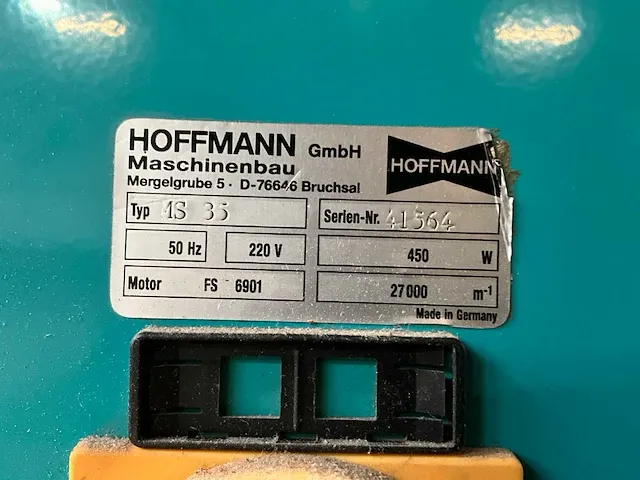 HOFFMANN GmbH
Maschinenbau
Mergelgrube 5 · D-76646 Bruchsal
HOFFMANN
Typ MS 35
Serien-Nr. 41564
50 Hz
220 V
450 W
Motor FS 6901
27000 m-1
Made in Germany